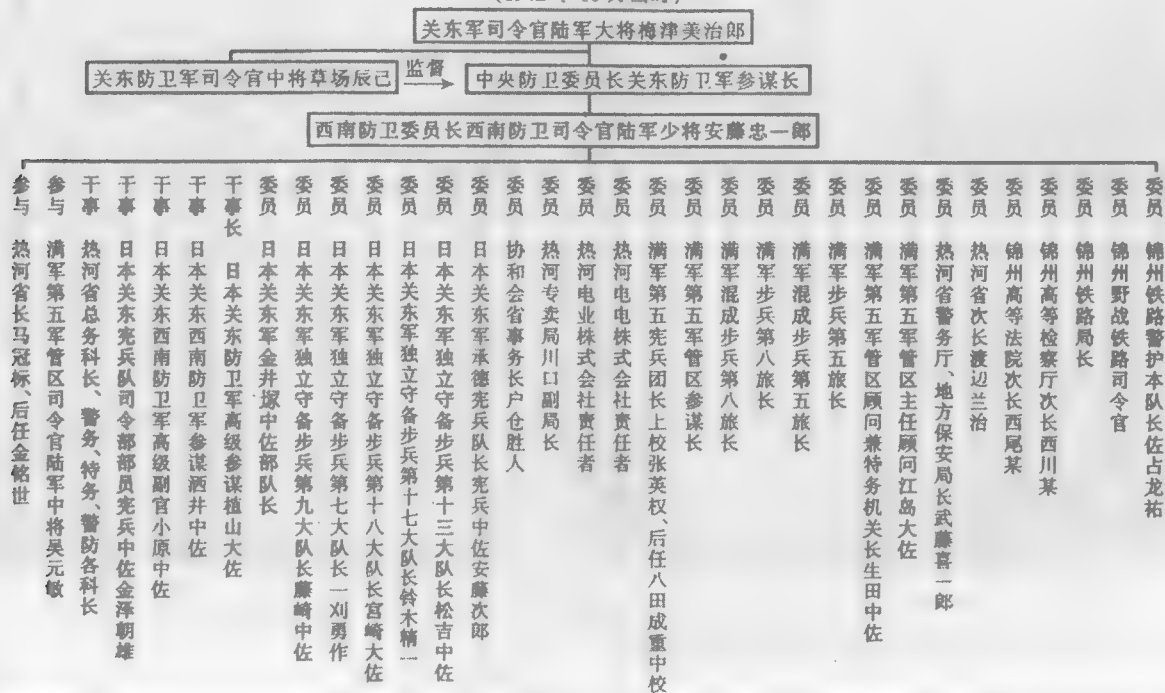 关东军司令官陆军大将梅津美治郎
关东防卫军司令官中将草场辰己
监督
中央防卫委员长关东防卫军参谋长
西南防卫委员长西南防卫司令官陆军少将安藤忠一郎
参与 热河省长马冠标、后任金铭世
参与 满军第五军管区司令官陆军中将吴元敏
干事 热河省总务科长、警务、特务、警防各科长
干事 日本关东宪兵队司令部部员宪兵中佐金泽朝雄
干事 日本关东西南防卫军高级副官小原中佐
干事 日本关东西南防卫军参谋酒井中佐
干事长 日本关东防卫军高级参谋植山大佐
委员 日本关东军金井塚中佐部队长
委员 日本关东军独立守备步兵第九大队长藤崎中佐
委员 日本关东军独立守备步兵第七大队长一刈勇作
委员 日本关东军独立守备步兵第十八大队长宫崎大佐
委员 日本关东军独立守备步兵第十七大队长铃木精一
委员 日本关东军独立守备步兵第十三大队长松吉中佐
委员 日本关东军承德宪兵队长宪兵中佐安藤次郎
委员 协和会省事务长户仓胜人
委员 热河专卖局川口副局长
委员 热河电业株式会社责任者
委员 热河电电株式会社责任者
委员 满军第五宪兵团长上校张英权、后任八田成重中校
委员 满军第五军管区参谋长
委员 满军混成步兵第八旅长
委员 满军步兵第八旅长
委员 满军混成步兵第五旅长
委员 满军步兵第五旅长
委员 满军第五军管区顾问兼特务机关长生田中佐
委员 满军第五军管区主任顾问江岛大佐
委员 热河省警务厅、地方保安局长武藤喜一郎
委员 热河省次长渡辺兰治
委员 锦州高等法院次长西尾某
委员 锦州高等检察厅次长西川某
委员 锦州铁路局长
委员 锦州野战铁路司令官
委员 锦州铁路警护本队长佐占龙祐